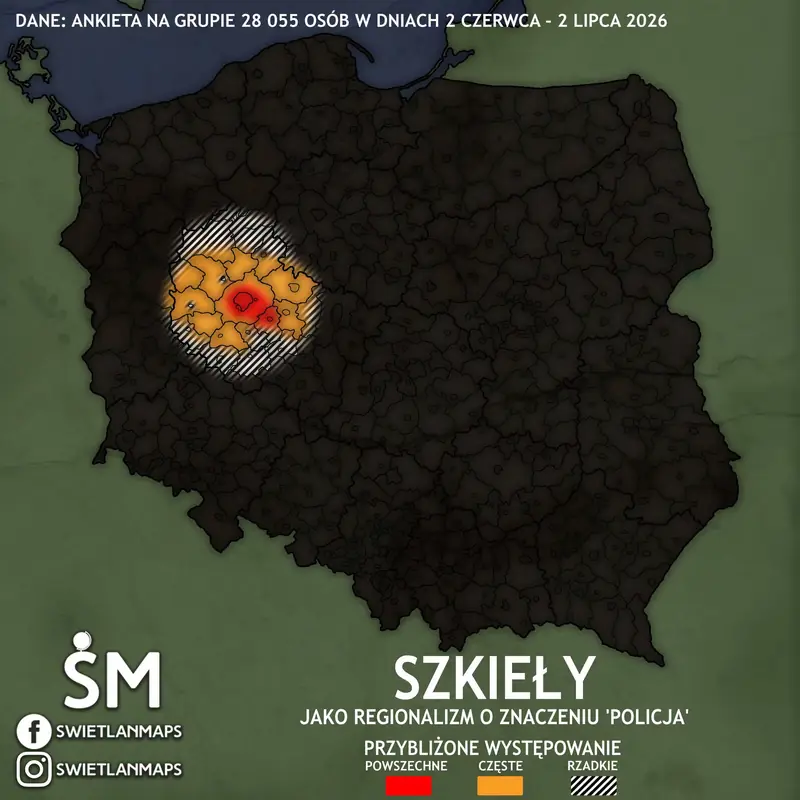 DANE: ANKIETA NA GRUPIE 28 055 OSÓB W DNIACH 2 CZERWCA - 2 LIPCA 2026
ŚM
SWIETLANMAPS
SWIETLANMAPS
SZKIEŁY
JAKO REGIONALIZM O ZNACZENIU 'POLICJA'
PRZYBLIŻONE WYSTĘPOWANIE
POWSZECHNE CZĘSTE RZADKIE